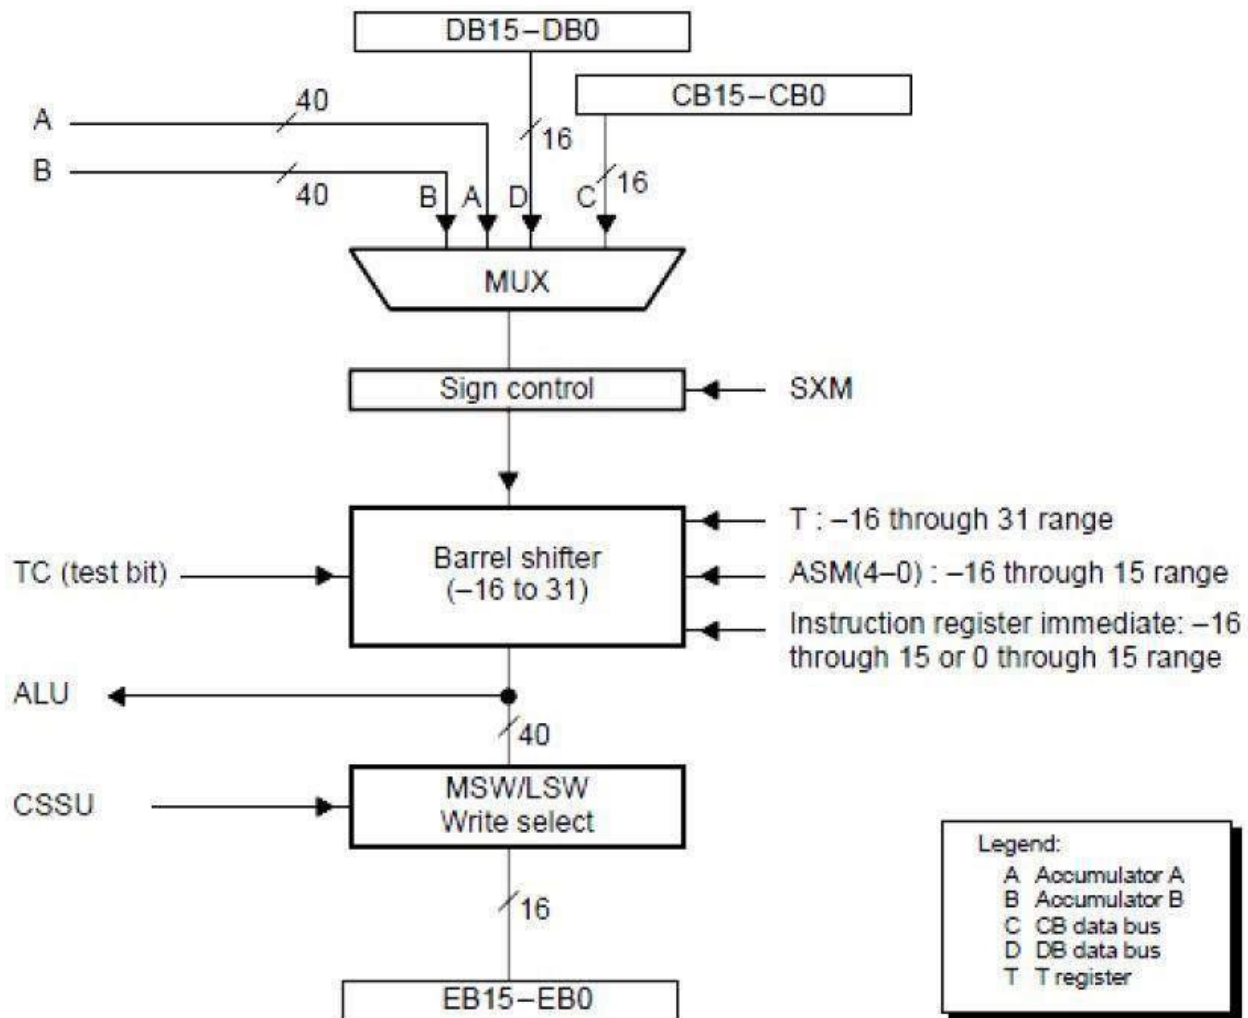 DB15–DB0
CB15–CB0
A
40
16
B
40
16
B
A
D
C
MUX
Sign control
SXM
T : –16 through 31 range
Barrel shifter
(–16 to 31)
TC (test bit)
ASM(4–0) : –16 through 15 range
Instruction register immediate: –16
through 15 or 0 through 15 range
ALU
40
MSW/LSW
Write select
CSSU
16
EB15–EB0
Legend:
A Accumulator A
B Accumulator B
C CB data bus
D DB data bus
T T register